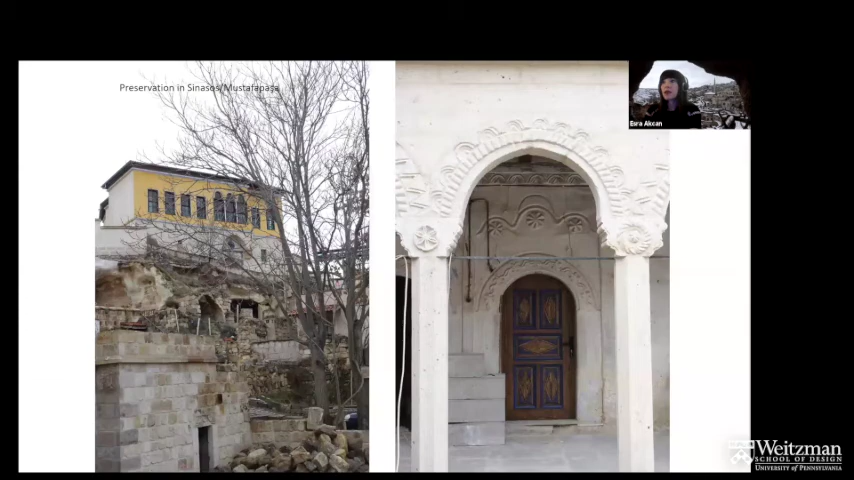 Preservation in Sinasos/Mustafapaşa
Esra Akcan
Weitzman
SCHOOL OF DESIGN
UNIVERSITY of PENNSYLVANIA